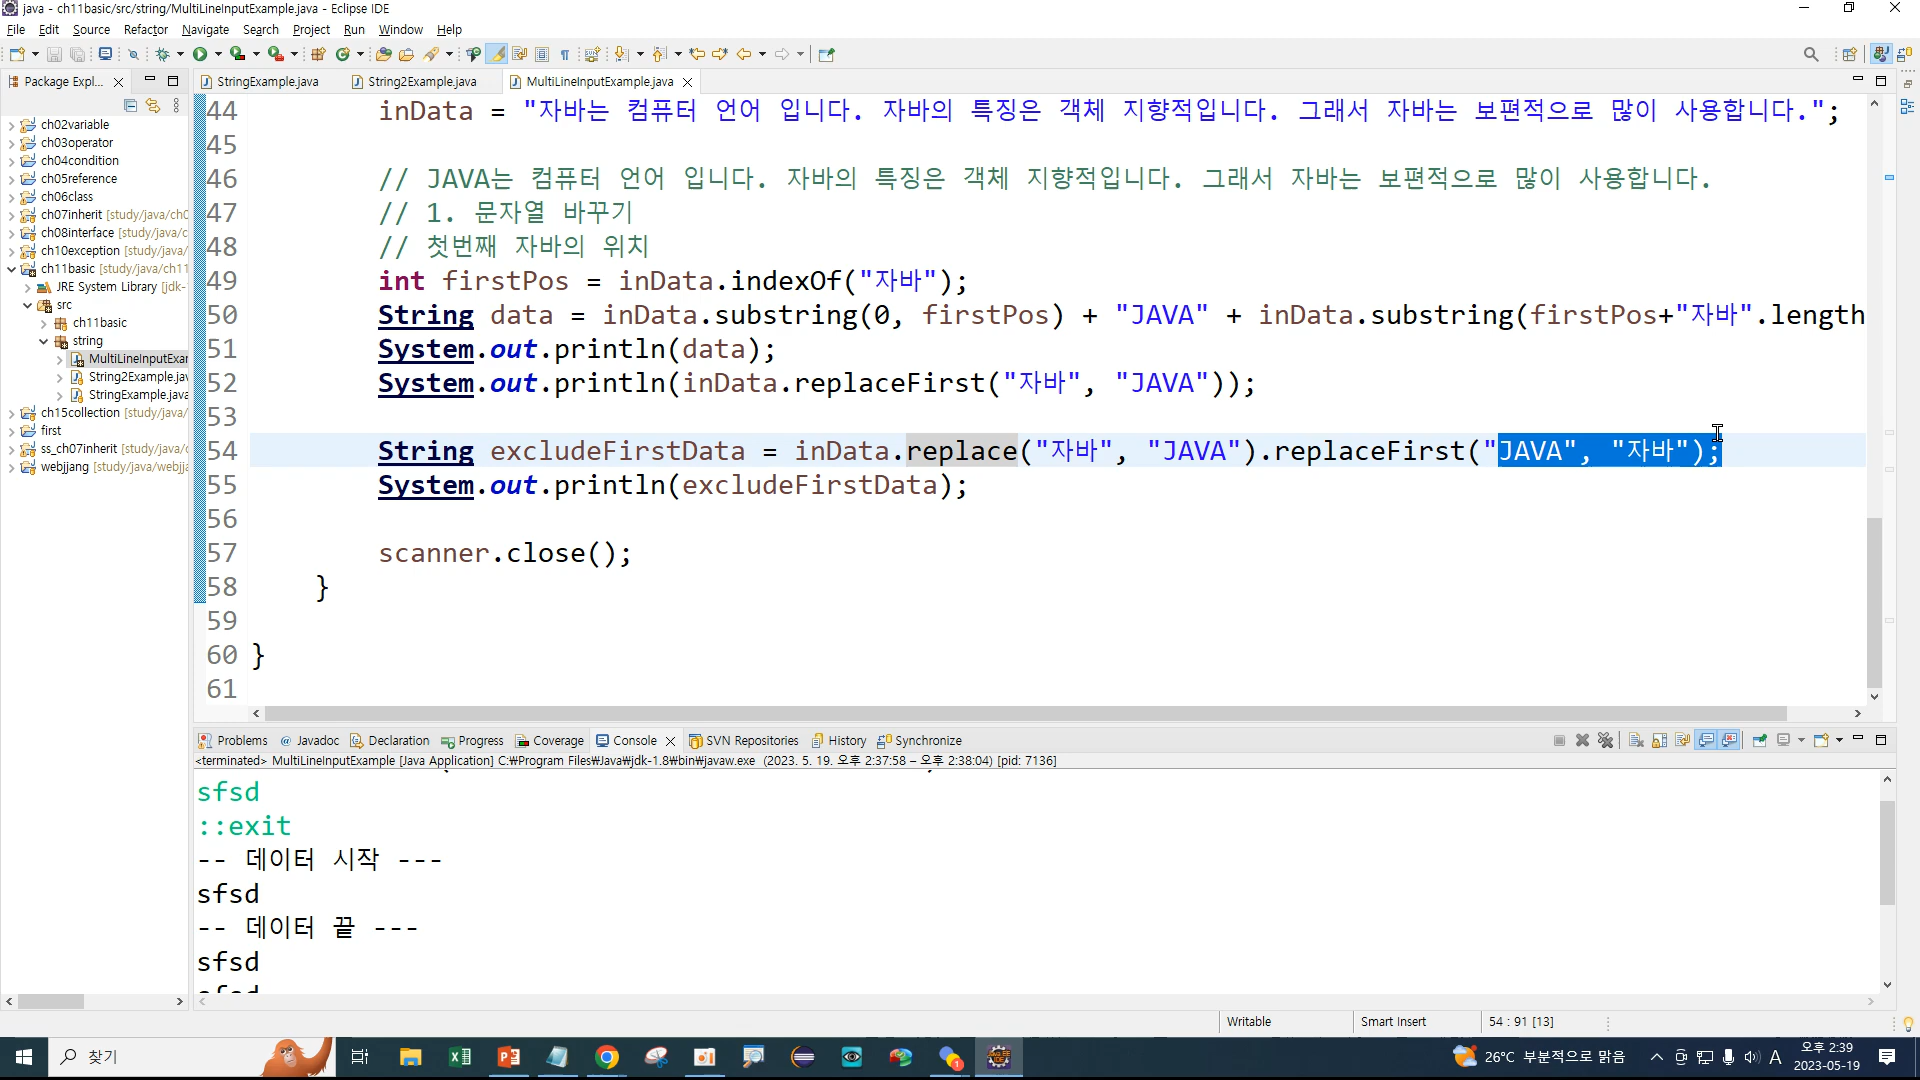 java - ch11basic/src/string/MultiLineInputExample.java - Eclipse IDE
File Edit Source Refactor Navigate Search Project Run Window Help
Package Expl...
StringExample.java String2Example.java MultiLineInputExample.java
ch02variable
ch03operator
ch04condition
ch05reference
ch06class
ch07inherit [study/java/ch0
ch08interface [study/java/c
ch10exception [study/java/
ch11basic [study/java/ch11
JRE System Library [jdk-
src
ch11basic
string
MultiLineInputExar
String2Example.jav
StringExample.java
ch15collection [study/java/
first
ss_ch07inherit [study/java/
webjjang [study/java/webjja
44 inData = "자바는 컴퓨터 언어 입니다. 자바의 특징은 객체 지향적입니다. 그래서 자바는 보편적으로 많이 사용합니다.";
45
46 // JAVA는 컴퓨터 언어 입니다. 자바의 특징은 객체 지향적입니다. 그래서 자바는 보편적으로 많이 사용합니다.
47 // 1. 문자열 바꾸기
48 // 첫번째 자바의 위치
49 int firstPos = inData.indexOf("자바");
50 String data = inData.substring(0, firstPos) + "JAVA" + inData.substring(firstPos+"자바".length
51 System.out.println(data);
52 System.out.println(inData.replaceFirst("자바", "JAVA"));
53
54 String excludeFirstData = inData.replace("자바", "JAVA").replaceFirst("JAVA", "자바");
55 System.out.println(excludeFirstData);
56
57 scanner.close();
58 }
59
60 }
61
Problems Javadoc Declaration Progress Coverage Console SVN Repositories History Synchronize
<terminated> MultiLineInputExample [Java Application] C:₩Program Files₩Java₩jdk-1.8₩bin₩javaw.exe (2023. 5. 19. 오후 2:37:58 – 오후 2:38:04) [pid: 7136]
sfsd
::exit
-- 데이터 시작 ---
sfsd
-- 데이터 끝 ---
sfsd
Writable Smart Insert 54 : 91 [13]
찾기
26°C 부분적으로 맑음
A
오후 2:39
2023-05-19